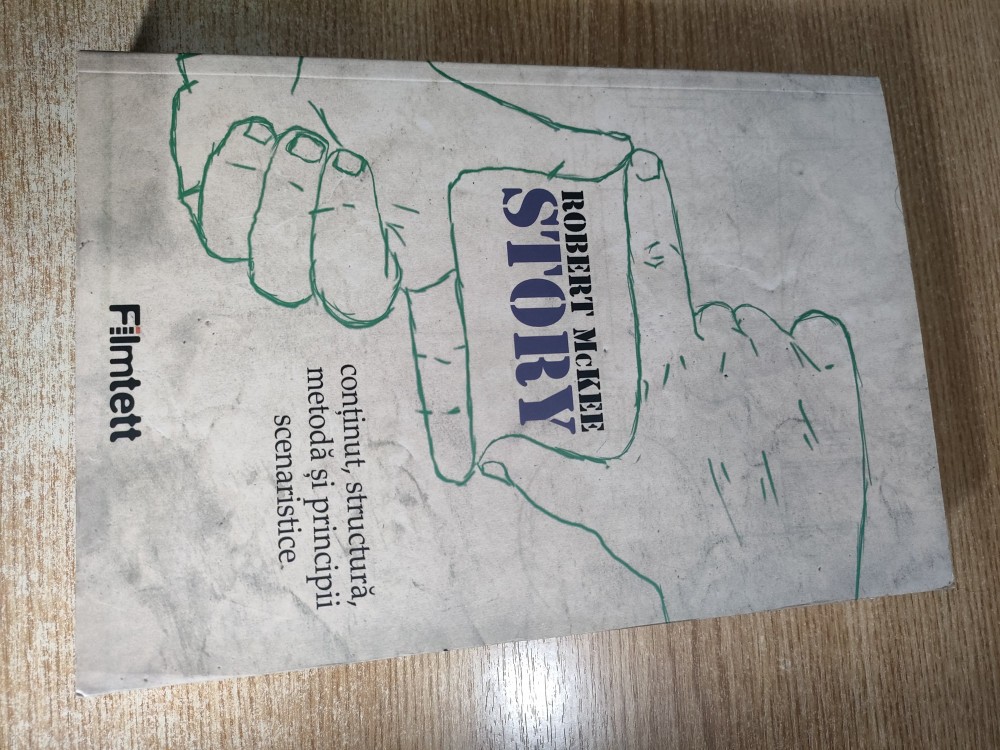 ROBERT McKEE
STORY
conținut, structură,
metodă și principii
scenaristice.
Filmtett